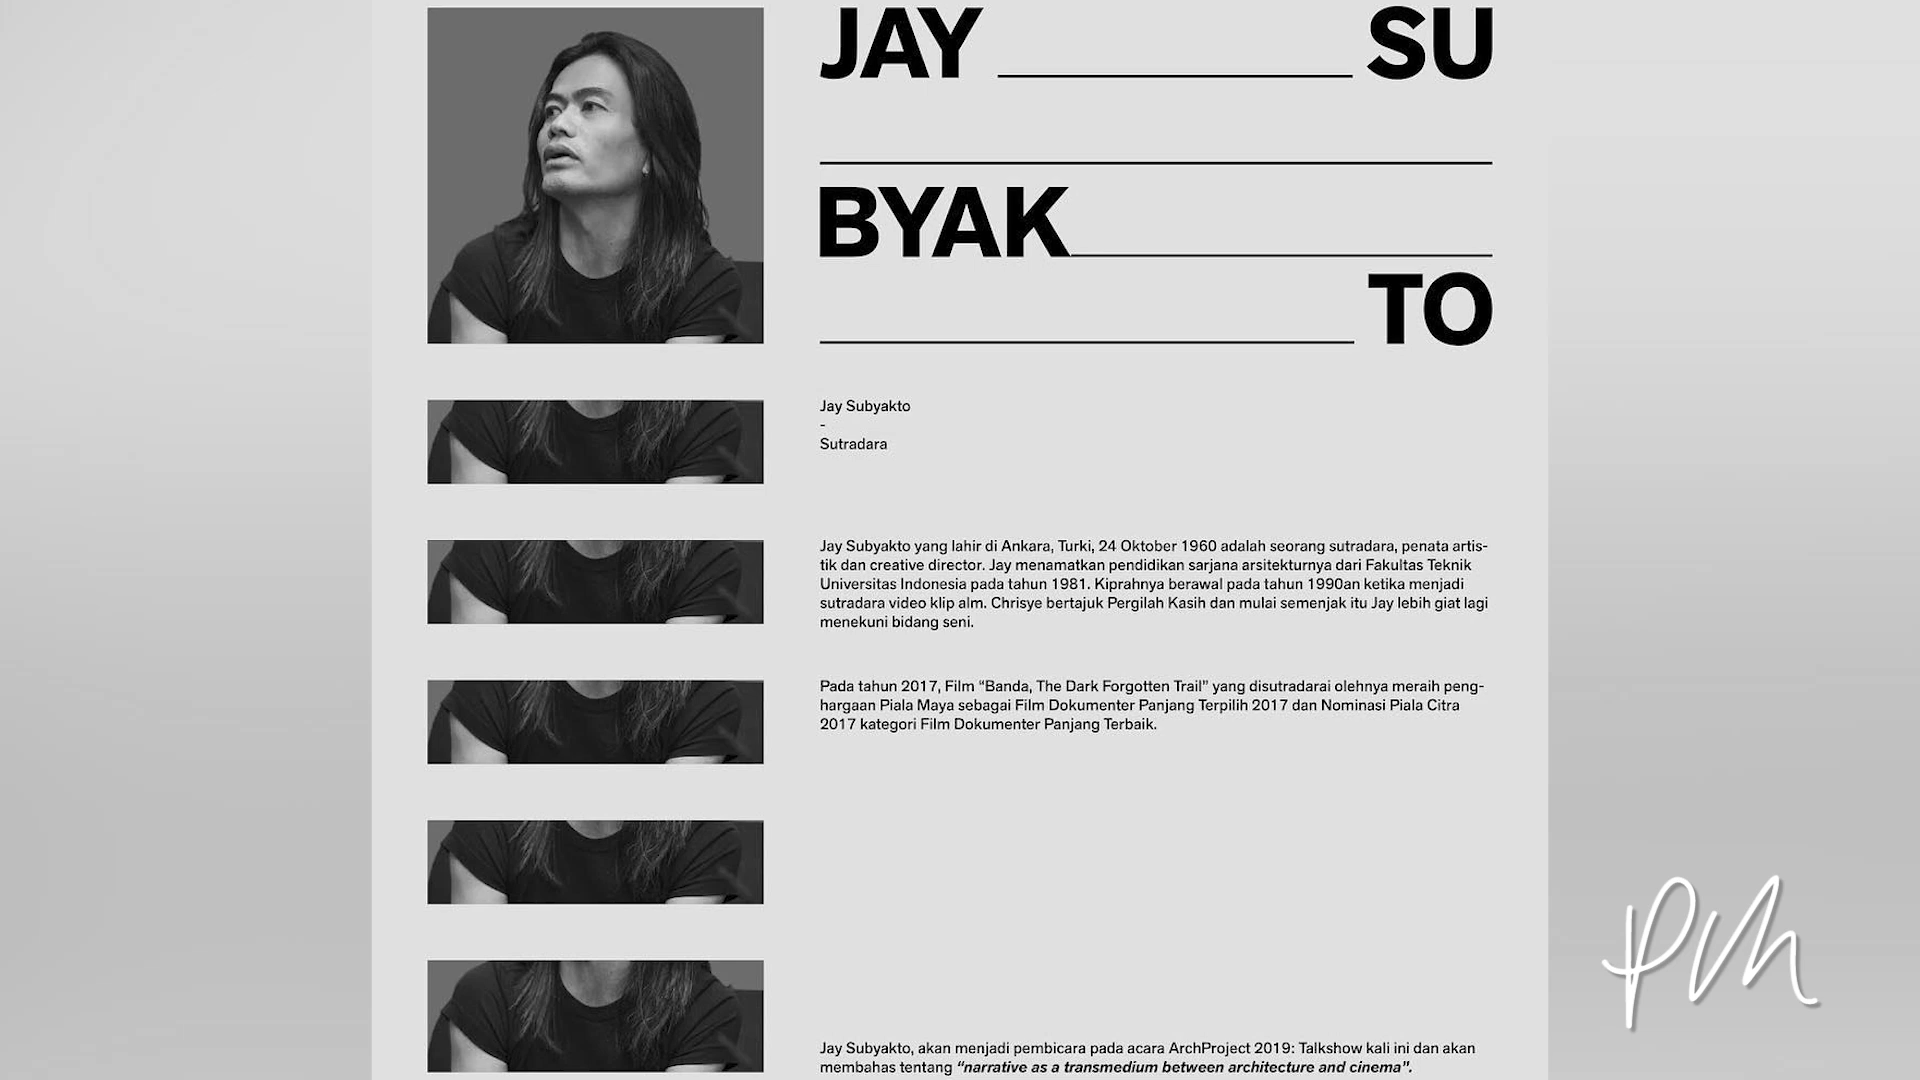 JAY SU
BYAK
TO
Jay Subyakto
-
Sutradara
Jay Subyakto yang lahir di Ankara, Turki, 24 Oktober 1960 adalah seorang sutradara, penata artis-
tik dan creative director. Jay menamatkan pendidikan sarjana arsitekturnya dari Fakultas Teknik
Universitas Indonesia pada tahun 1981. Kiprahnya berawal pada tahun 1990an ketika menjadi
sutradara video klip alm. Chrisye bertajuk Pergilah Kasih dan mulai semenjak itu Jay lebih giat lagi
menekuni bidang seni.
Pada tahun 2017, Film “Banda, The Dark Forgotten Trail” yang disutradarai olehnya meraih peng-
hargaan Piala Maya sebagai Film Dokumenter Panjang Terpilih 2017 dan Nominasi Piala Citra
2017 kategori Film Dokumenter Panjang Terbaik.
Jay Subyakto, akan menjadi pembicara pada acara ArchProject 2019: Talkshow kali ini dan akan
membahas tentang “narrative as a transmedium between architecture and cinema”.
PM